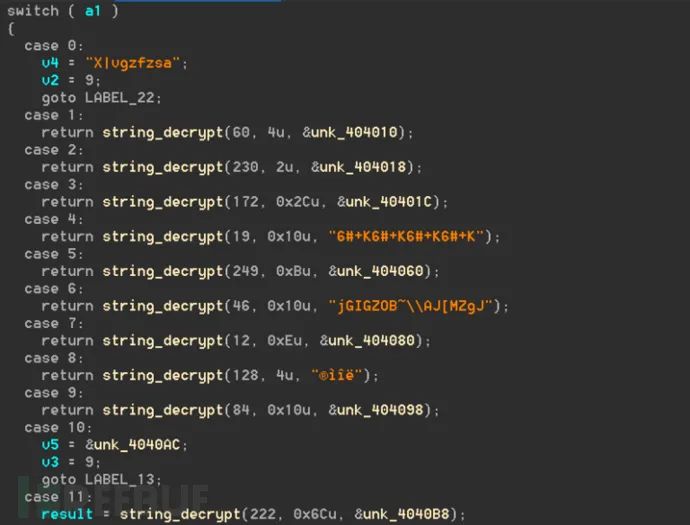 switch ( a1 )
{
case 0:
v4 = "X|vgzfzsa";
v2 = 9;
goto LABEL_22;
case 1:
return string_decrypt(60, 4u, &unk_404010);
case 2:
return string_decrypt(230, 2u, &unk_404018);
case 3:
return string_decrypt(172, 0x2Cu, &unk_40401C);
case 4:
return string_decrypt(19, 0x10u, "6#+K6#+K6#+K6#+K");
case 5:
return string_decrypt(249, 0xBu, &unk_404060);
case 6:
return string_decrypt(46, 0x10u, "jGIGZOB~\\AJ[MZgJ");
case 7:
return string_decrypt(12, 0xEu, &unk_404080);
case 8:
return string_decrypt(128, 4u, "®ìîë");
case 9:
return string_decrypt(84, 0x10u, &unk_404098);
case 10:
v5 = &unk_4040AC;
v3 = 9;
goto LABEL_13;
case 11:
result = string_decrypt(222, 0x6Cu, &unk_4040B8);